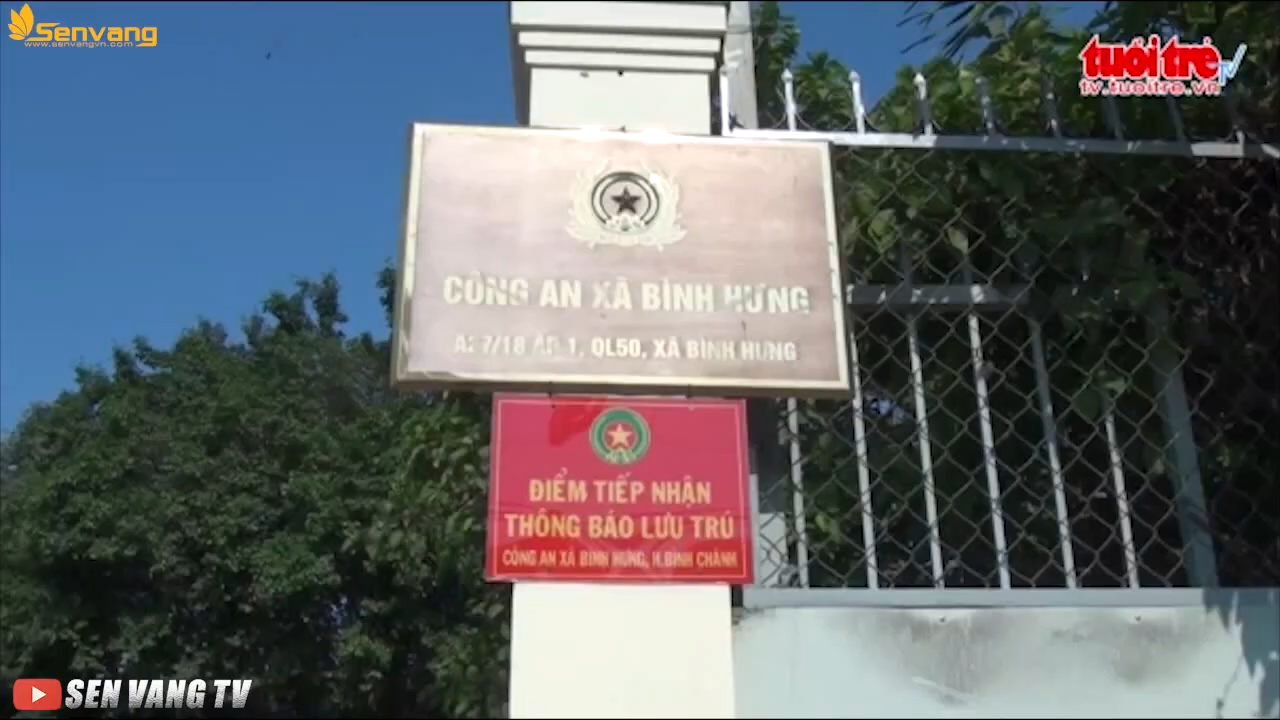 Senvang
www.senvangvn.com
tuổi trẻ TV
tv.tuoitre.vn
CÔNG AN XÃ BÌNH HƯNG
A27/18 ẤP 1, QL50, XÃ BÌNH HƯNG
ĐIỂM TIẾP NHẬN
THÔNG BÁO LƯU TRÚ
CÔNG AN XÃ BÌNH HƯNG, H.BÌNH CHÁNH
SEN VANG TV